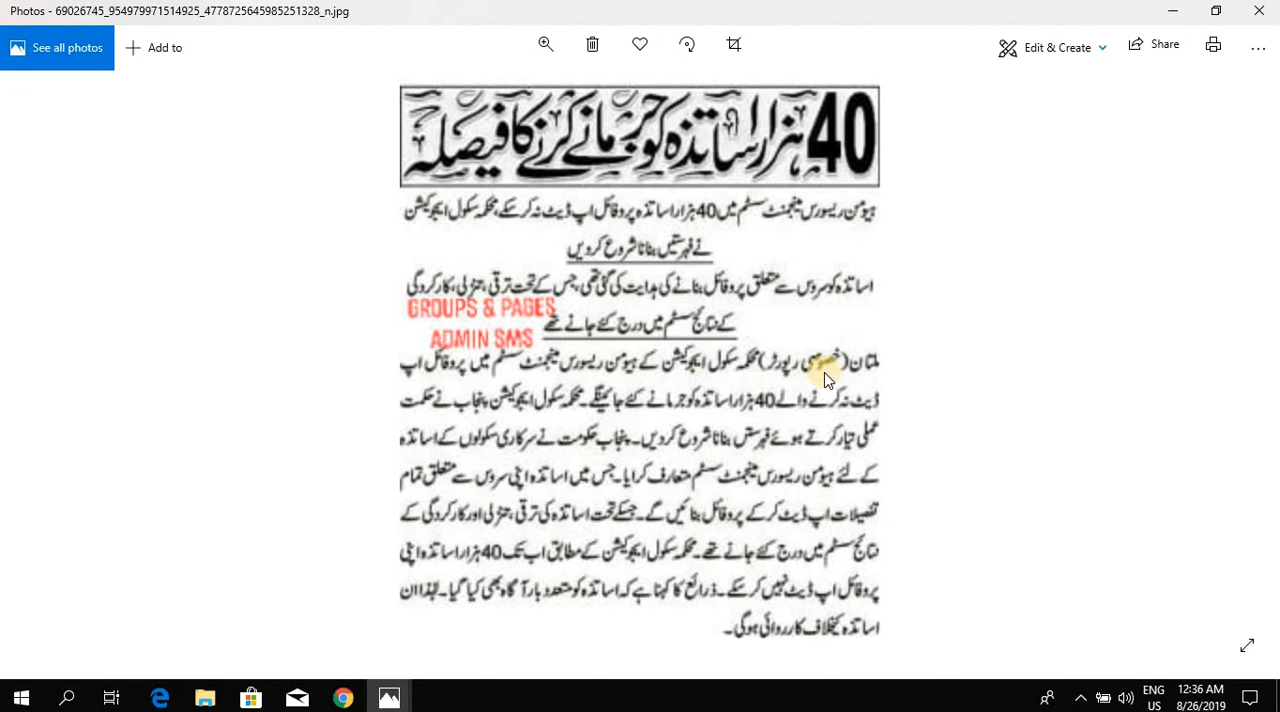 Photos - 69026745_954979971514925_4778725645985251328_n.jpg
See all photos
Add to
Edit & Create
Share
40 ہزار اساتذہ کو جرمانے کرنے کا فیصلہ
ہیومن ریسورس مینجمنٹ سسٹم میں 40 ہزار اساتذہ پروفائل اپ ڈیٹ نہ کر سکے، محکمہ سکول ایجوکیشن
نے فہرستیں بنانا شروع کر دیں
اساتذہ کو سروس سے متعلق پروفائل بنانے کی ہدایت کی گئی تھی، جس کے تحت ترقی، تنزلی، کارکردگی
کے نتائج سسٹم میں درج کئے جانے تھے
GROUPS & PAGES
ADMIN SMS
ملتان (خصوصی رپورٹر) محکمہ سکول ایجوکیشن کے ہیومن ریسورس مینجمنٹ سسٹم میں پروفائل اپ
ڈیٹ نہ کرنے والے 40 ہزار اساتذہ کو جرمانے کئے جائینگے۔ محکمہ سکول ایجوکیشن پنجاب نے حکمت
عملی تیار کرتے ہوئے فہرستں بنانا شروع کر دیں۔ پنجاب حکومت نے سرکاری سکولوں کے اساتذہ
کے لئے ہیومن ریسورس مینجمنٹ سسٹم متعارف کرایا۔ جس میں اساتذہ اپنی سروس سے متعلق تمام
تفصیلات اپ ڈیٹ کر کے پروفائل بنائیں گے۔ جسکے تحت اساتذہ کی ترقی، تنزلی اور کارکردگی کے
نتائج سسٹم میں درج کئے جانے تھے۔ محکمہ سکول ایجوکیشن کے مطابق اب تک 40 ہزار اساتذہ اپنی
پروفائل اپ ڈیٹ نہیں کر سکے۔ ذرائع کا کہنا ہے کہ اساتذہ کو متعدد بار آگاہ بھی کیا گیا۔ لہٰذا ان
اساتذہ کیخلاف کارروائی ہوگی۔
ENG
US
12:36 AM
8/26/2019